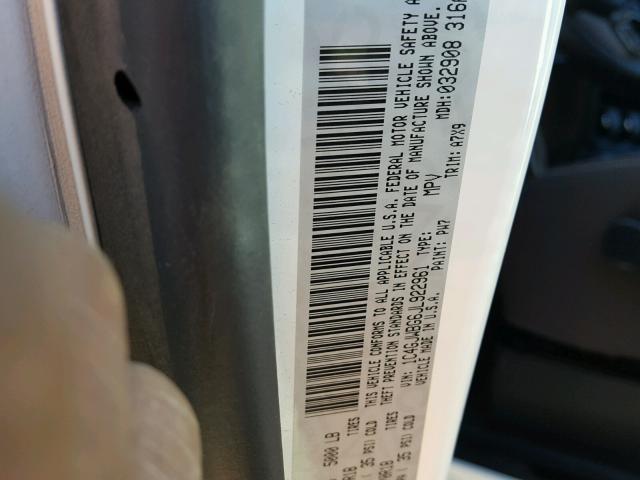 5000 LB
TIRES
35 PSI) COLD
THIS VEHICLE CONFORMS TO ALL APPLICABLE U.S.A. FEDERAL MOTOR VEHICLE SAFETY A
THEFT PREVENTION STANDARDS IN EFFECT ON THE DATE OF MANUFACTURE SHOWN ABOVE.
VIN: 1C4GJWBG6JL922961 TYPE: MPV MDH:032908 316
VEHICLE MADE IN U.S.A. PAINT: PW7 TRIM: A7X9
TIRES
35 PSI) COLD